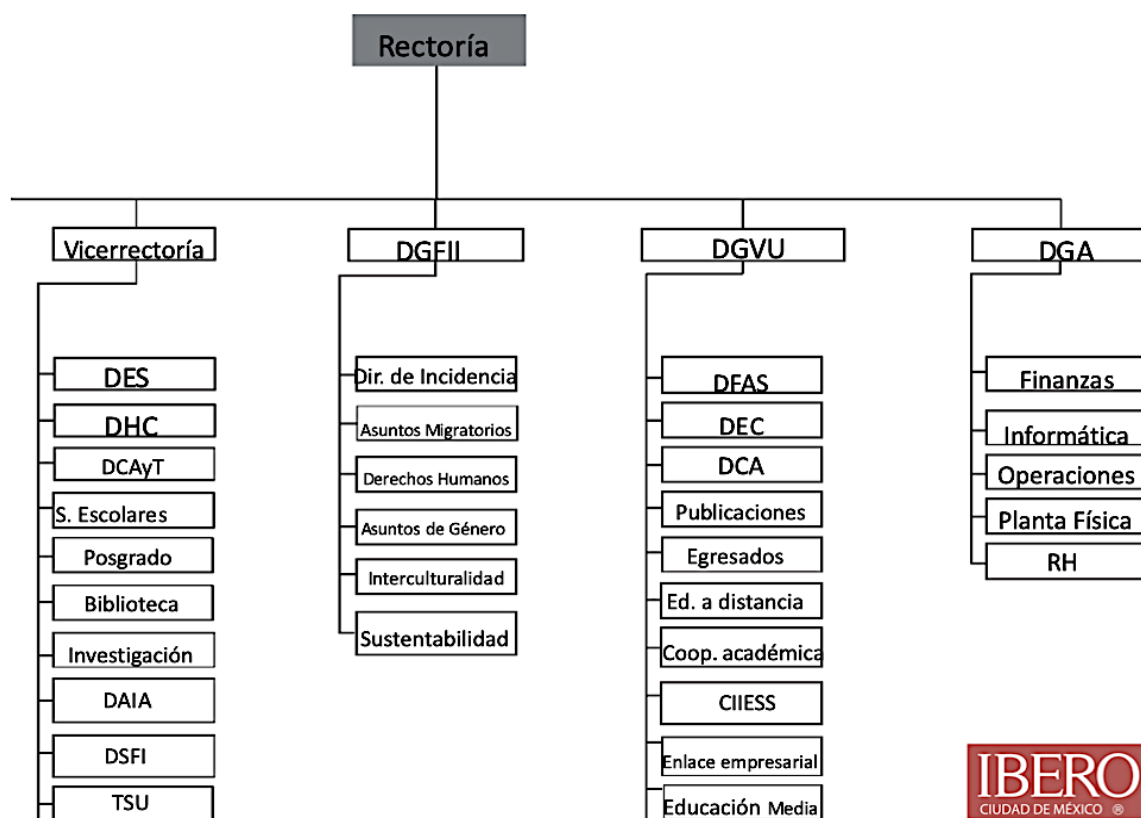 Rectoría
Vicerrectoría
DGFII
DGVU
DGA
DES
DHC
DCAyT
S. Escolares
Posgrado
Biblioteca
Investigación
DAIA
DSFI
TSU
Dir. de Incidencia
Asuntos Migratorios
Derechos Humanos
Asuntos de Género
Interculturalidad
Sustentabilidad
DFAS
DEC
DCA
Publicaciones
Egresados
Ed. a distancia
Coop. académica
CIIESS
Enlace empresarial
Educación Media
Finanzas
Informática
Operaciones
Planta Física
RH
IBERO
CIUDAD DE MÉXICO ®